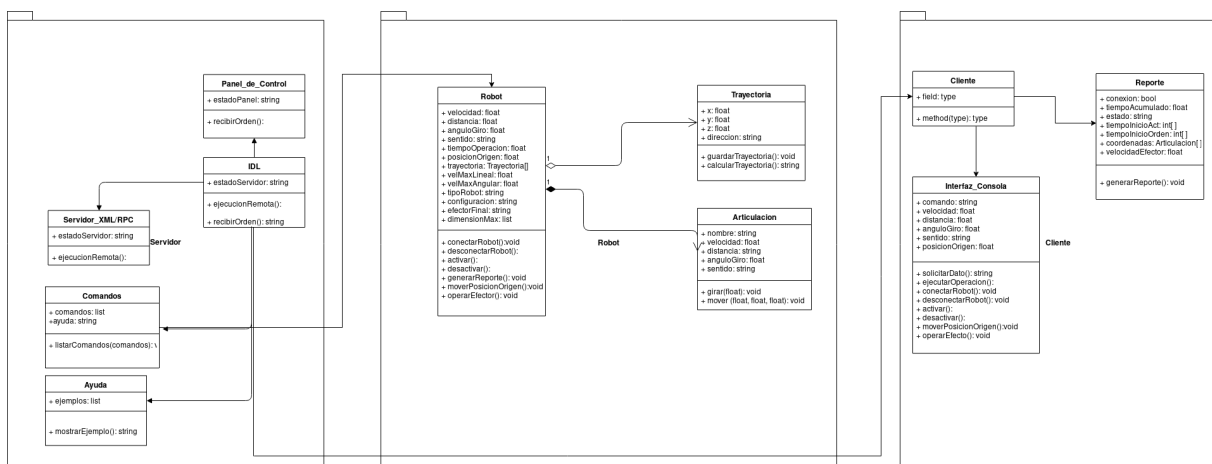 Panel_de_Control
+ estadoPanel: string
+ recibirOrden():
IDL
+ estadoServidor: string
+ ejecucionRemota():
+ recibirOrden(): string
Servidor_XML/RPC
+ estadoServidor: string
+ ejecucionRemota():
Servidor
Comandos
+ comandos: list
+ayuda: string
+ listarComandos(comandos):
Ayuda
+ ejemplos: list
+ mostrarEjemplo(): string
Robot
+ velocidad: float
+ distancia: float
+ anguloGiro: float
+ sentido: string
+ tiempoOperacion: float
+ posicionOrigen: float
+ trayectoria: Trayectoria[]
+ velMaxLineal: float
+ velMaxAngular: float
+ tipoRobot: string
+ configuracion: string
+ efectorFinal: string
+ dimensionMax: list
+ conectarRobot():void
+ desconectarRobot():
+ activar():
+ desactivar():
+ generarReporte(): void
+ moverPosicionOrigen():void
+ operarEfector(): void
1
1
Trayectoria
+ x: float
+ y: float
+ z: float
+ direccion: string
+ guardarTrayectoria(): void
+ calcularTrayectoria(): string
Robot
Articulacion
+ nombre: string
+ velocidad: float
+ distancia: string
+ anguloGiro: float
+ sentido: string
+ girar(float): void
+ mover (float, float, float): void
Cliente
+ field: type
+ method(type): type
Reporte
+ conexion: bool
+ tiempoAcumulado: float
+ estado: string
+ tiempoInicioAct: int[ ]
+ tiempoInicioOrden: int[ ]
+ coordenadas: Articulacion[ ]
+ velocidadEfector: float
+ generarReporte(): void
Interfaz_Consola
+ comando: string
+ velocidad: float
+ distancia: float
+ anguloGiro: float
+ sentido: string
+ posicionOrigen: float
+ solicitarDato(): string
+ ejecutarOperacion():
+ conectarRobot(): void
+ desconectarRobot(): void
+ activar():
+ desactivar():
+ moverPosicionOrigen():void
+ operarEfecto(): void
Cliente